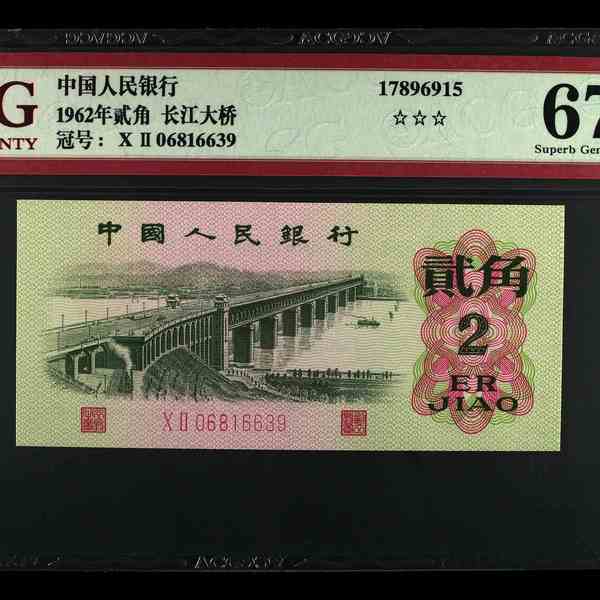 G
NTY
中国人民银行
1962年贰角 长江大桥
冠号: X II 06816639
17896915
☆☆☆
67
Superb Gem
中國人民銀行
貳角
2
ER
JIAO
X II 06816639